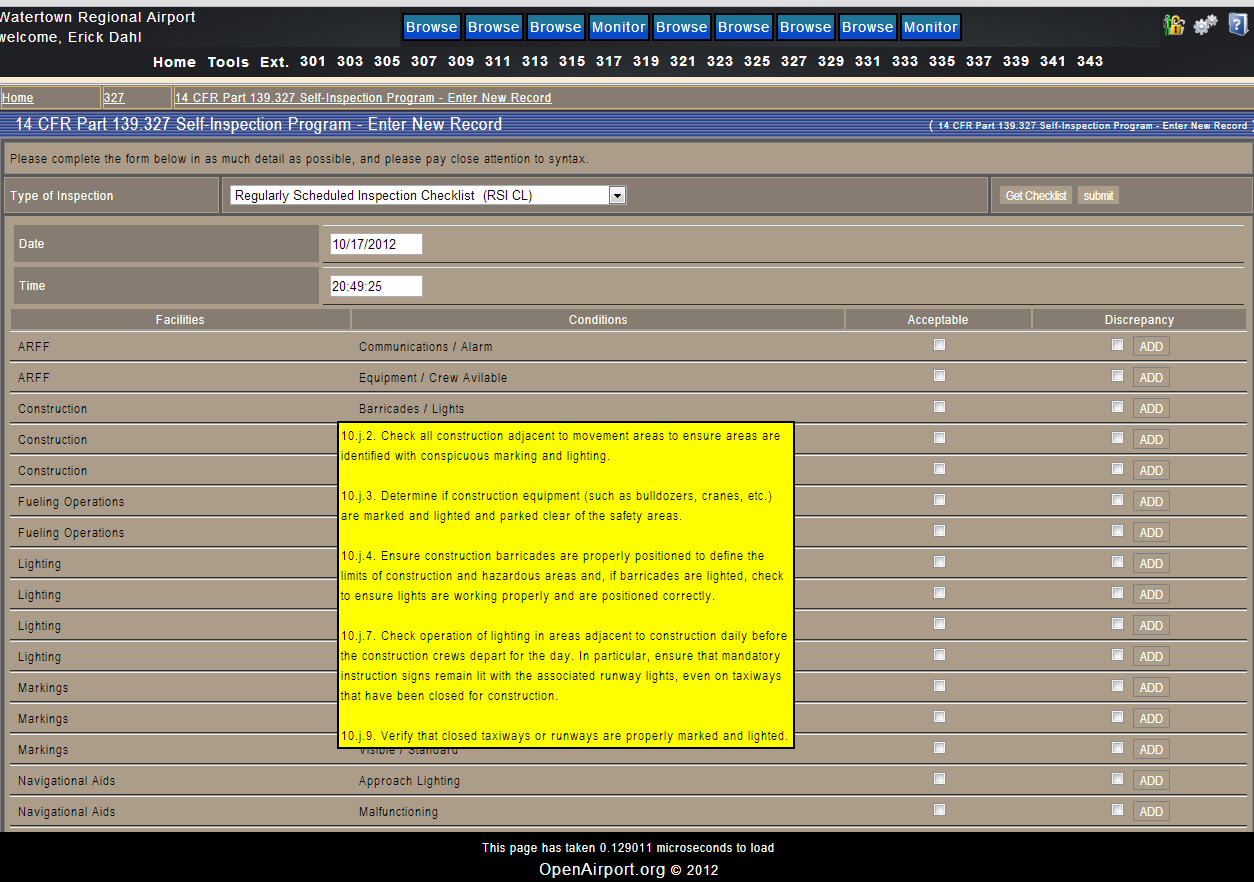 Watertown Regional Airport
welcome, Erick Dahl
Browse Browse Browse Monitor Browse Browse Browse Browse Monitor
Home Tools Ext. 301 303 305 307 309 311 313 315 317 319 321 323 325 327 329 331 333 335 337 339 341 343
Home 327 14 CFR Part 139.327 Self-Inspection Program - Enter New Record
14 CFR Part 139.327 Self-Inspection Program - Enter New Record
( 14 CFR Part 139.327 Self-Inspection Program - Enter New Record )
Please complete the form below in as much detail as possible, and please pay close attention to syntax.
Type of Inspection Regularly Scheduled Inspection Checklist (RSI CL) Get Checklist submit
Date 10/17/2012
Time 20:49:25
Facilities Conditions Acceptable Discrepancy
ARFF Communications / Alarm ADD
ARFF Equipment / Crew Avilable ADD
Construction Barricades / Lights ADD
Construction ADD
Construction ADD
Fueling Operations ADD
Fueling Operations ADD
Lighting ADD
Lighting ADD
Lighting ADD
Lighting ADD
Markings ADD
Markings ADD
Markings Visible / Standard ADD
Navigational Aids Approach Lighting ADD
Navigational Aids Malfunctioning ADD
10.j.2. Check all construction adjacent to movement areas to ensure areas are
identified with conspicuous marking and lighting.
10.j.3. Determine if construction equipment (such as bulldozers, cranes, etc.)
are marked and lighted and parked clear of the safety areas.
10.j.4. Ensure construction barricades are properly positioned to define the
limits of construction and hazardous areas and, if barricades are lighted, check
to ensure lights are working properly and are positioned correctly.
10.j.7. Check operation of lighting in areas adjacent to construction daily before
the construction crews depart for the day. In particular, ensure that mandatory
instruction signs remain lit with the associated runway lights, even on taxiways
that have been closed for construction.
10.j.9. Verify that closed taxiways or runways are properly marked and lighted.
This page has taken 0.129011 microseconds to load
OpenAirport.org © 2012